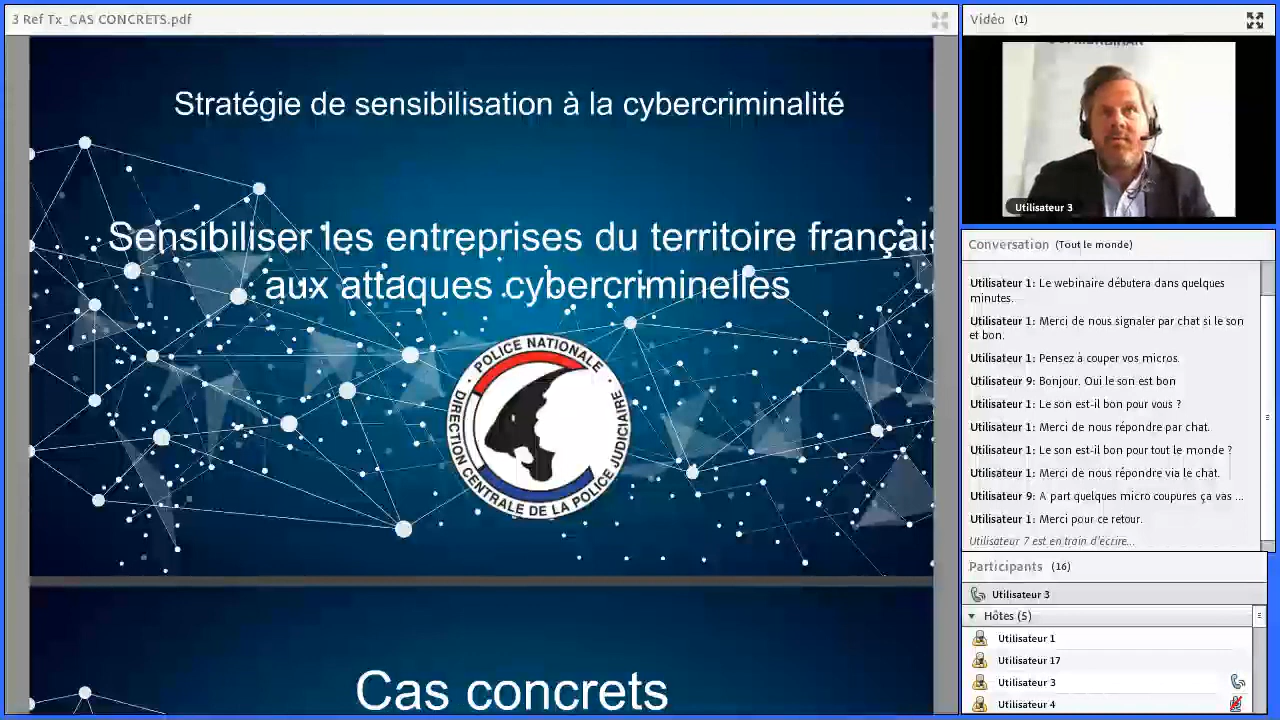 3 Ref Tx_CAS CONCRETS.pdf
Stratégie de sensibilisation à la cybercriminalité
Sensibiliser les entreprises du territoire français
aux attaques cybercriminelles
POLICE NATIONALE
DIRECTION CENTRALE DE LA POLICE JUDICIAIRE
Cas concrets
Vidéo (1)
Utilisateur 3
Conversation (Tout le monde)
Utilisateur 1: Le webinaire débutera dans quelques
minutes...
Utilisateur 1: Merci de nous signaler par chat si le son
et bon.
Utilisateur 1: Pensez à couper vos micros.
Utilisateur 9: Bonjour. Oui le son est bon
Utilisateur 1: Le son est-il bon pour vous ?
Utilisateur 1: Merci de nous répondre par chat.
Utilisateur 1: Le son est-il bon pour tout le monde ?
Utilisateur 1: Merci de nous répondre via le chat.
Utilisateur 9: A part quelques micro coupures ça vas ...
Utilisateur 1: Merci pour ce retour.
Utilisateur 7 est en train d'écrire...
Participants (16)
Utilisateur 3
Hôtes (5)
Utilisateur 1
Utilisateur 17
Utilisateur 3
Utilisateur 4